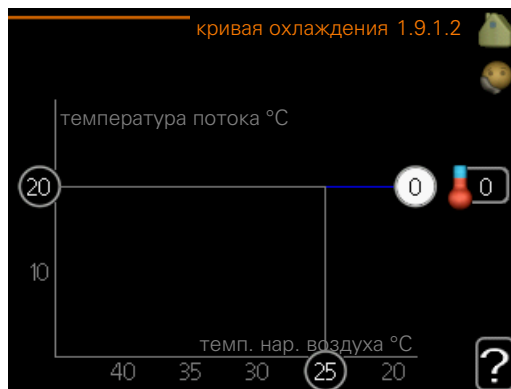 кривая охлаждения 1.9.1.2
температура потока °C
20
0
0
10
темп. нар. воздуха °C
40 35 30 25 20
?